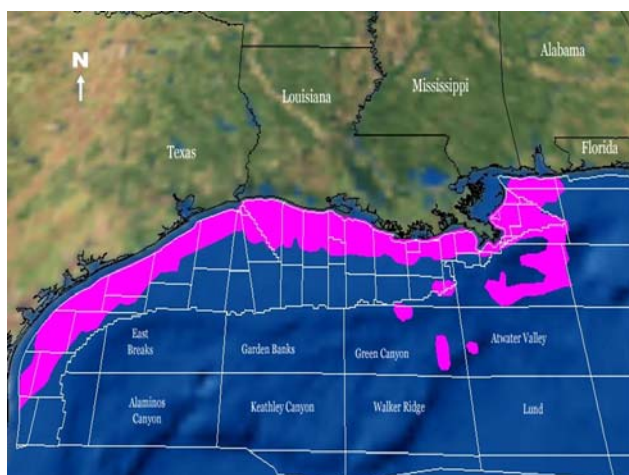 N
Alabama
Mississippi
Louisiana
Florida
Texas
East
Breaks
Garden Banks
Green Canyon
Atwater Valley
Alaminos
Canyon
Keathley Canyon
Walker Ridge
Lund